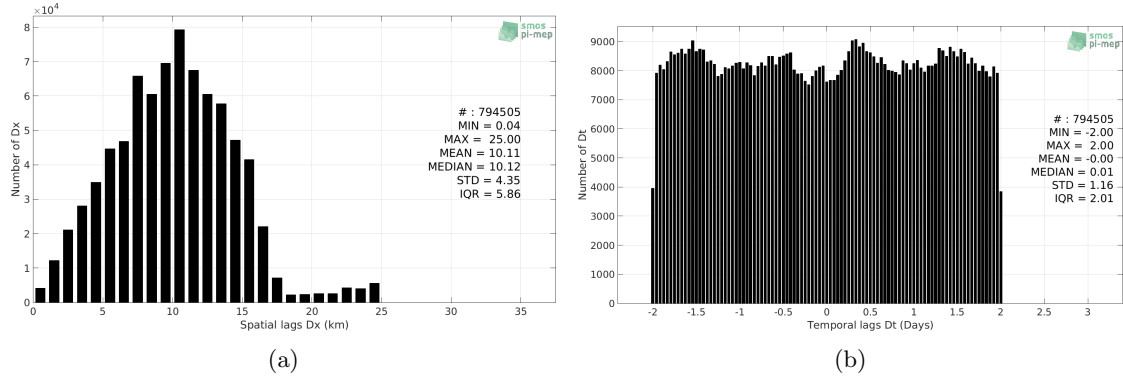 ×10⁴
8
7
6
5
4
3
2
1
0
Number of Dx
smos
pi-mep
# : 794505
MIN = 0.04
MAX = 25.00
MEAN = 10.11
MEDIAN = 10.12
STD = 4.35
IQR = 5.86
0 5 10 15 20 25 30 35
Spatial lags Dx (km)
(a)
9000
8000
7000
6000
5000
4000
3000
2000
1000
0
Number of Dt
smos
pi-mep
# : 794505
MIN = -2.00
MAX = 2.00
MEAN = -0.00
MEDIAN = 0.01
STD = 1.16
IQR = 2.01
-2 -1.5 -1 -0.5 0 0.5 1 1.5 2 2.5 3
Temporal lags Dt (Days)
(b)